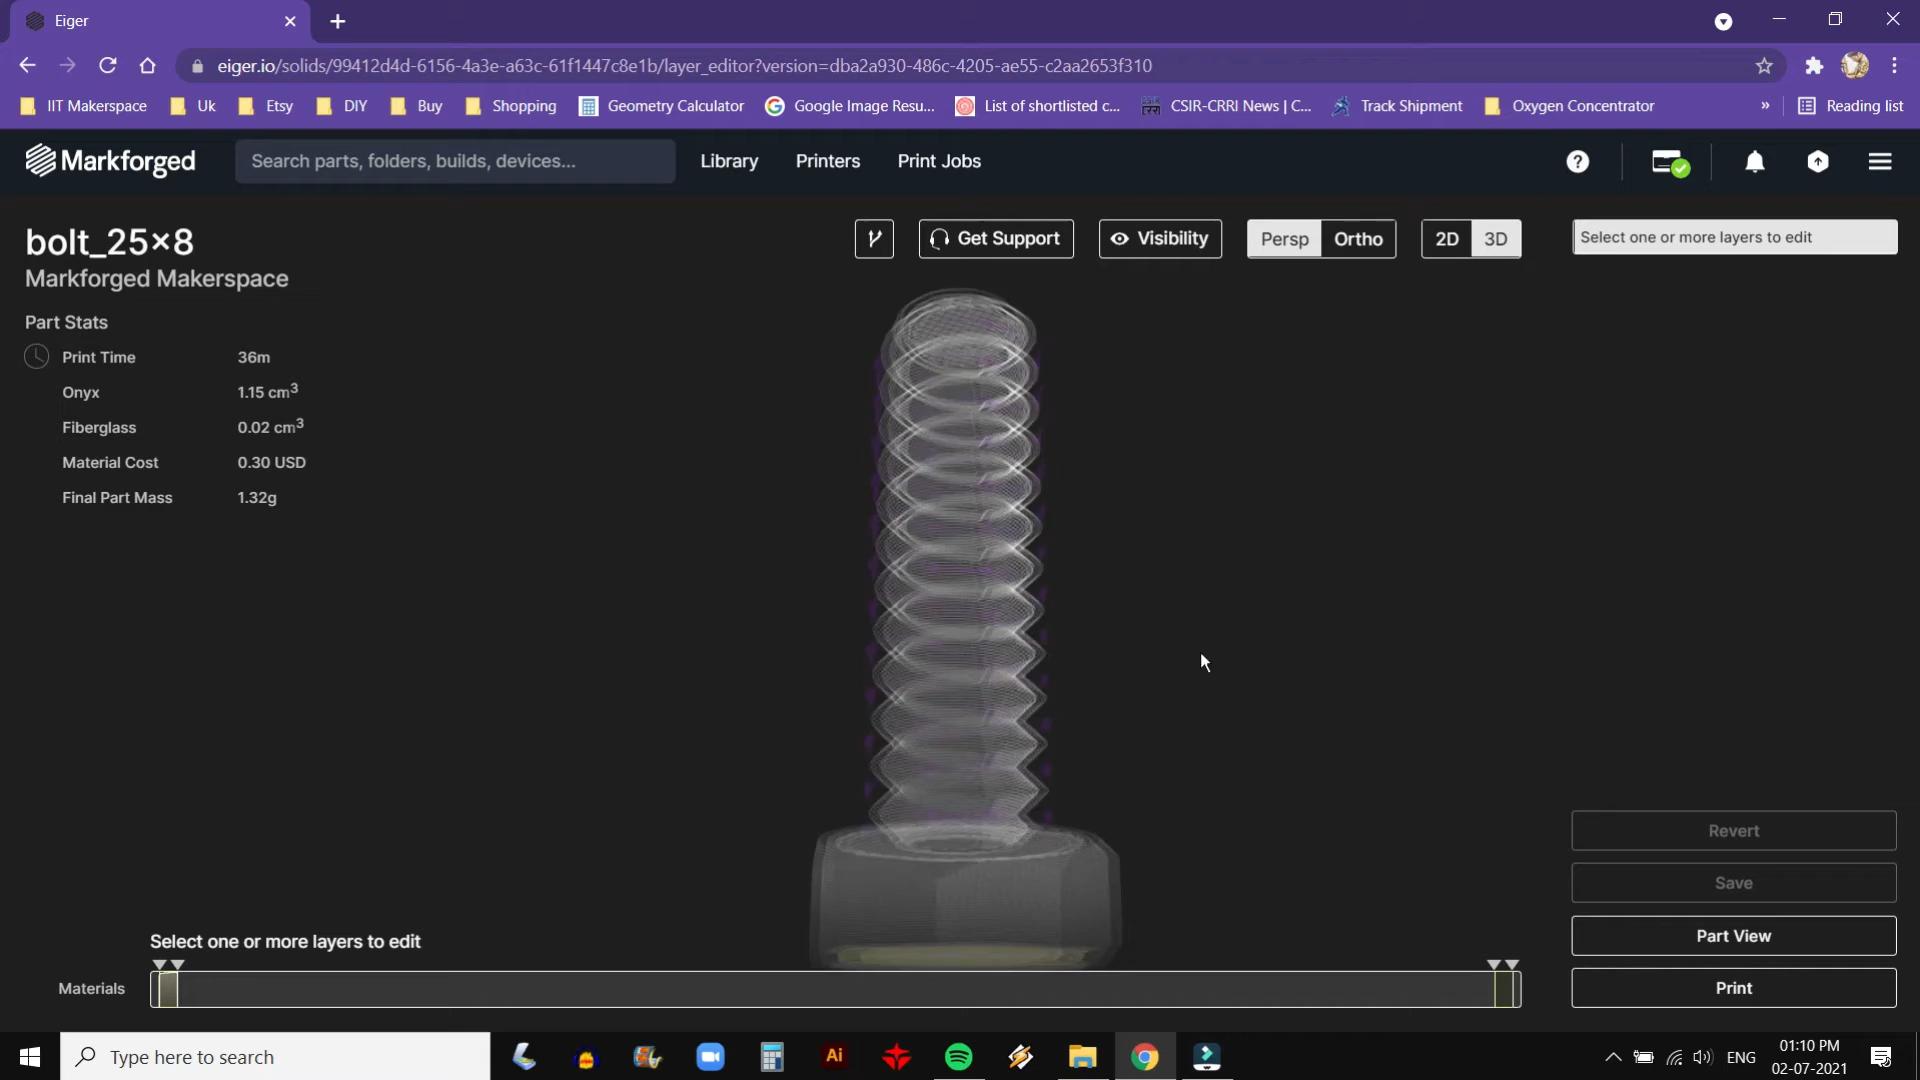 Eiger
eiger.io/solids/99412d4d-6156-4a3e-a63c-61f1447c8e1b/layer_editor?version=dba2a930-486c-4205-ae55-c2aa2653f310
IIT Makerspace
Uk
Etsy
DIY
Buy
Shopping
Geometry Calculator
Google Image Resu...
List of shortlisted c...
CSIR-CRRI News | C...
Track Shipment
Oxygen Concentrator
»
Reading list
Markforged
Search parts, folders, builds, devices...
Library
Printers
Print Jobs
bolt_25×8
Markforged Makerspace
Get Support
Visibility
Persp
Ortho
2D
3D
Select one or more layers to edit
Part Stats
Print Time 36m
Onyx 1.15 cm³
Fiberglass 0.02 cm³
Material Cost 0.30 USD
Final Part Mass 1.32g
Revert
Save
Part View
Print
Select one or more layers to edit
Materials
Type here to search
Ai
ENG
01:10 PM
02-07-2021